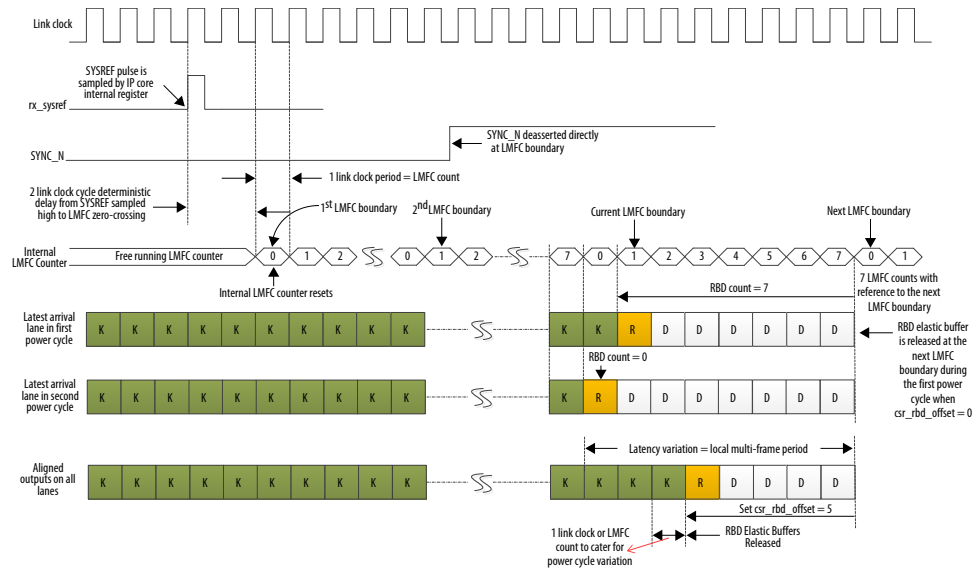 Link clock
SYSREF pulse is
sampled by IP core
internal register
rx_sysref
SYNC_N deasserted directly
at LMFC boundary
SYNC_N
1 link clock period = LMFC count
2 link clock cycle deterministic
delay from SYSREF sampled
high to LMFC zero-crossing
1st LMFC boundary
2nd LMFC boundary
Current LMFC boundary
Next LMFC boundary
Internal
LMFC Counter
Free running LMFC counter
0 1 2 0 1 2 7 0 1 2 3 4 5 6 7 0 1
Internal LMFC counter resets
RBD count = 7
7 LMFC counts with
reference to the next
LMFC boundary
Latest arrival
lane in first
power cycle
K K K K K K K K K K K K R D D D D D D
RBD elastic buffer
is released at the
next LMFC
boundary during
the first power
cycle when
csr_rbd_offset = 0
RBD count = 0
Latest arrival
lane in second
power cycle
K K K K K K K K K K K R D D D D D D D
Latency variation = local multi-frame period
Aligned
outputs on all
lanes
K K K K K K K K K K K K K K R D D D D
Set csr_rbd_offset = 5
1 link clock or LMFC
count to cater for
power cycle variation
RBD Elastic Buffers
Released